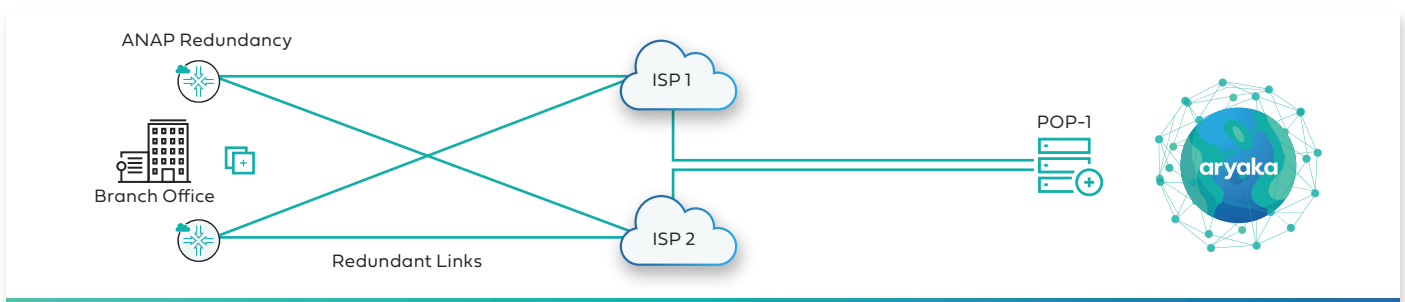 ANAP Redundancy
ISP 1
POP-1
aryaka
Branch Office
ISP 2
Redundant Links